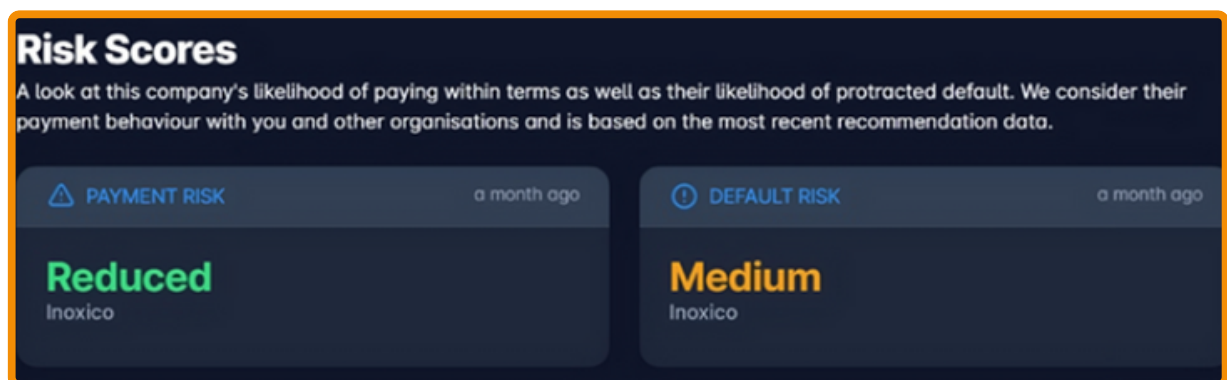 Risk Scores
A look at this company's likelihood of paying within terms as well as their likelihood of protracted default. We consider their
payment behaviour with you and other organisations and is based on the most recent recommendation data.
PAYMENT RISK a month ago
Reduced
Inoxico
DEFAULT RISK a month ago
Medium
Inoxico